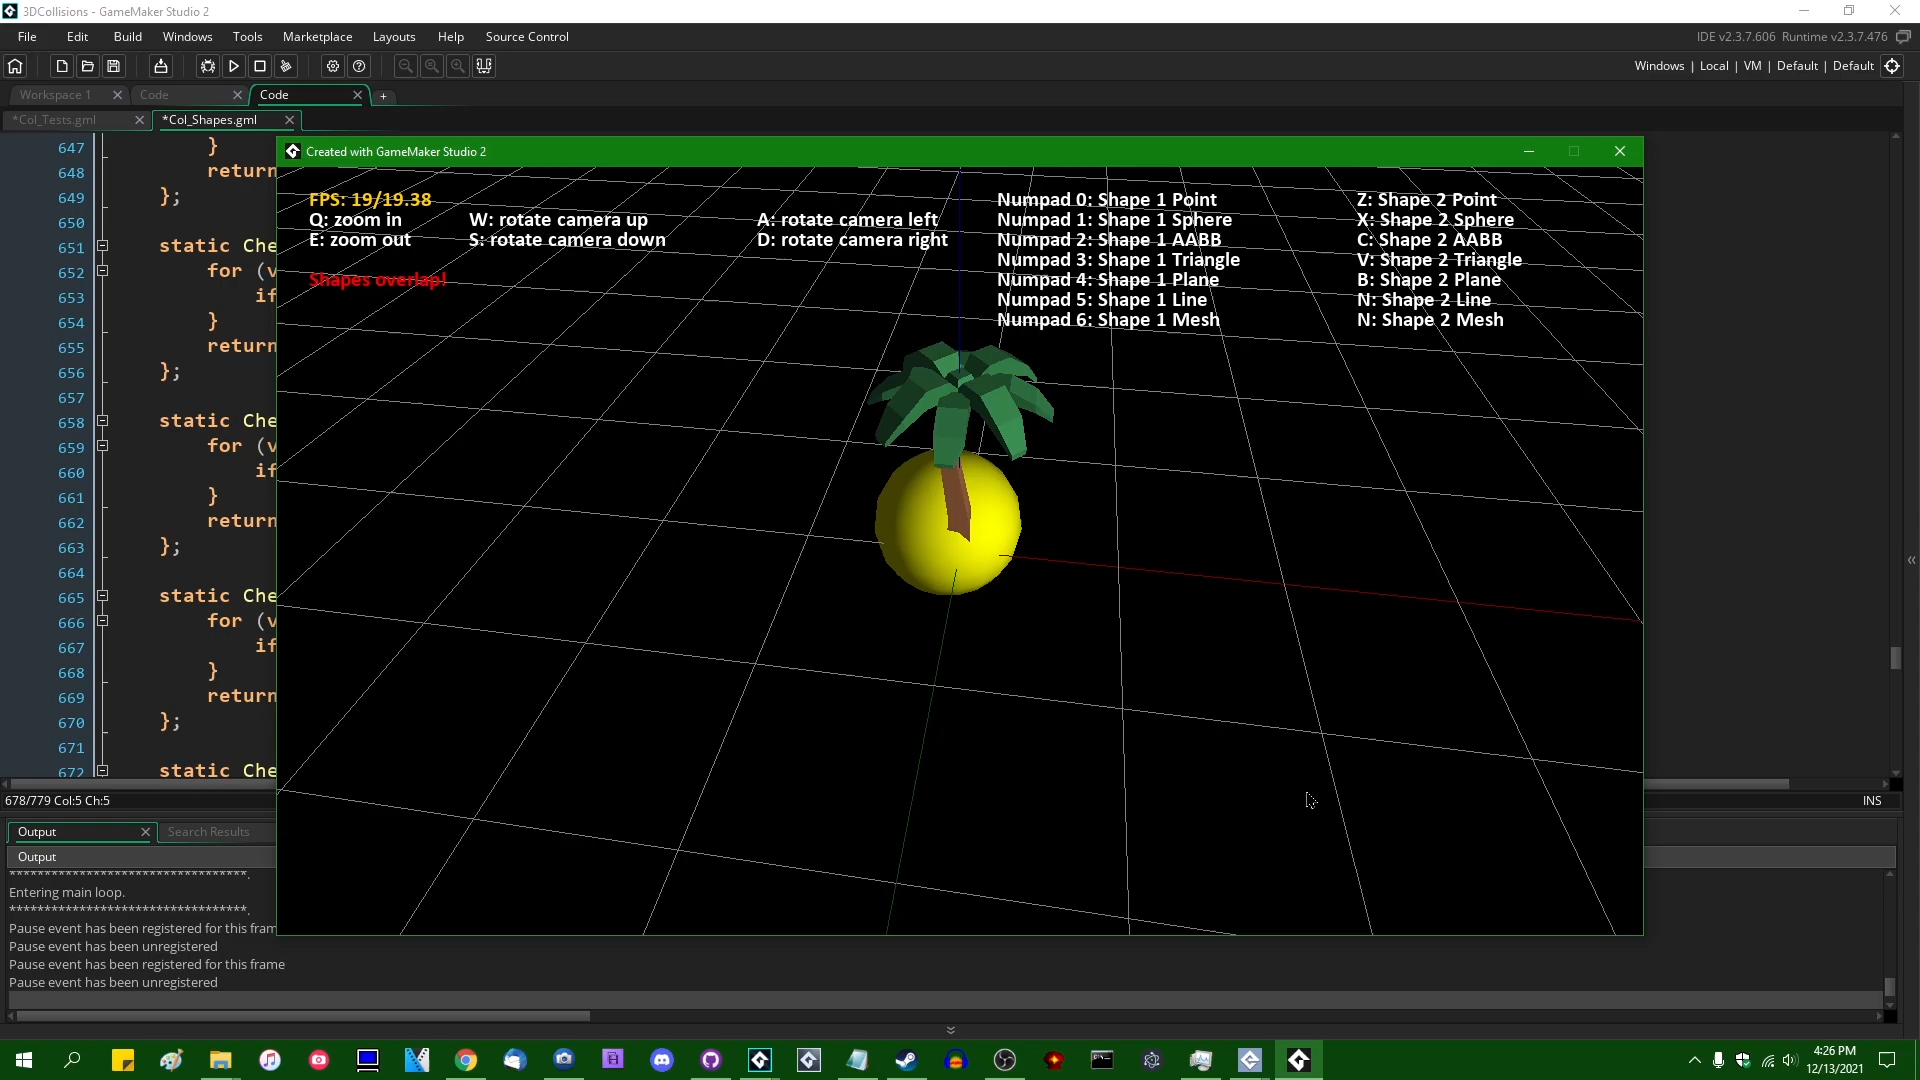 3DCollisions - GameMaker Studio 2
File Edit Build Windows Tools Marketplace Layouts Help Source Control
IDE v2.3.7.606 Runtime v2.3.7.476
Windows | Local | VM | Default | Default
Workspace 1 Code Code
*Col_Tests.gml *Col_Shapes.gml
647 }
648 return
649 };
650
651 static Che
652 for (v
653 if
654 }
655 return
656 };
657
658 static Che
659 for (v
660 if
661 }
662 return
663 };
664
665 static Che
666 for (v
667 if
668 }
669 return
670 };
671
672 static Che
678/779 Col:5 Ch:5
INS
Created with GameMaker Studio 2
FPS: 19/19.38
Q: zoom in
E: zoom out
W: rotate camera up
S: rotate camera down
A: rotate camera left
D: rotate camera right
Shapes overlap!
Numpad 0: Shape 1 Point
Numpad 1: Shape 1 Sphere
Numpad 2: Shape 1 AABB
Numpad 3: Shape 1 Triangle
Numpad 4: Shape 1 Plane
Numpad 5: Shape 1 Line
Numpad 6: Shape 1 Mesh
Z: Shape 2 Point
X: Shape 2 Sphere
C: Shape 2 AABB
V: Shape 2 Triangle
B: Shape 2 Plane
N: Shape 2 Line
N: Shape 2 Mesh
Output Search Results
Output
**********************************.
Entering main loop.
**********************************.
Pause event has been registered for this fram
Pause event has been unregistered
Pause event has been registered for this frame
Pause event has been unregistered
4:26 PM
12/13/2021